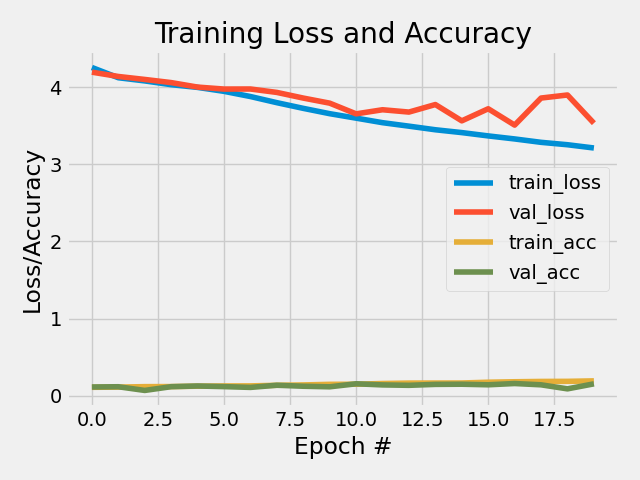 Training Loss and Accuracy
Loss/Accuracy
4
3
2
1
0
train_loss
val_loss
train_acc
val_acc
0.0 2.5 5.0 7.5 10.0 12.5 15.0 17.5
Epoch #